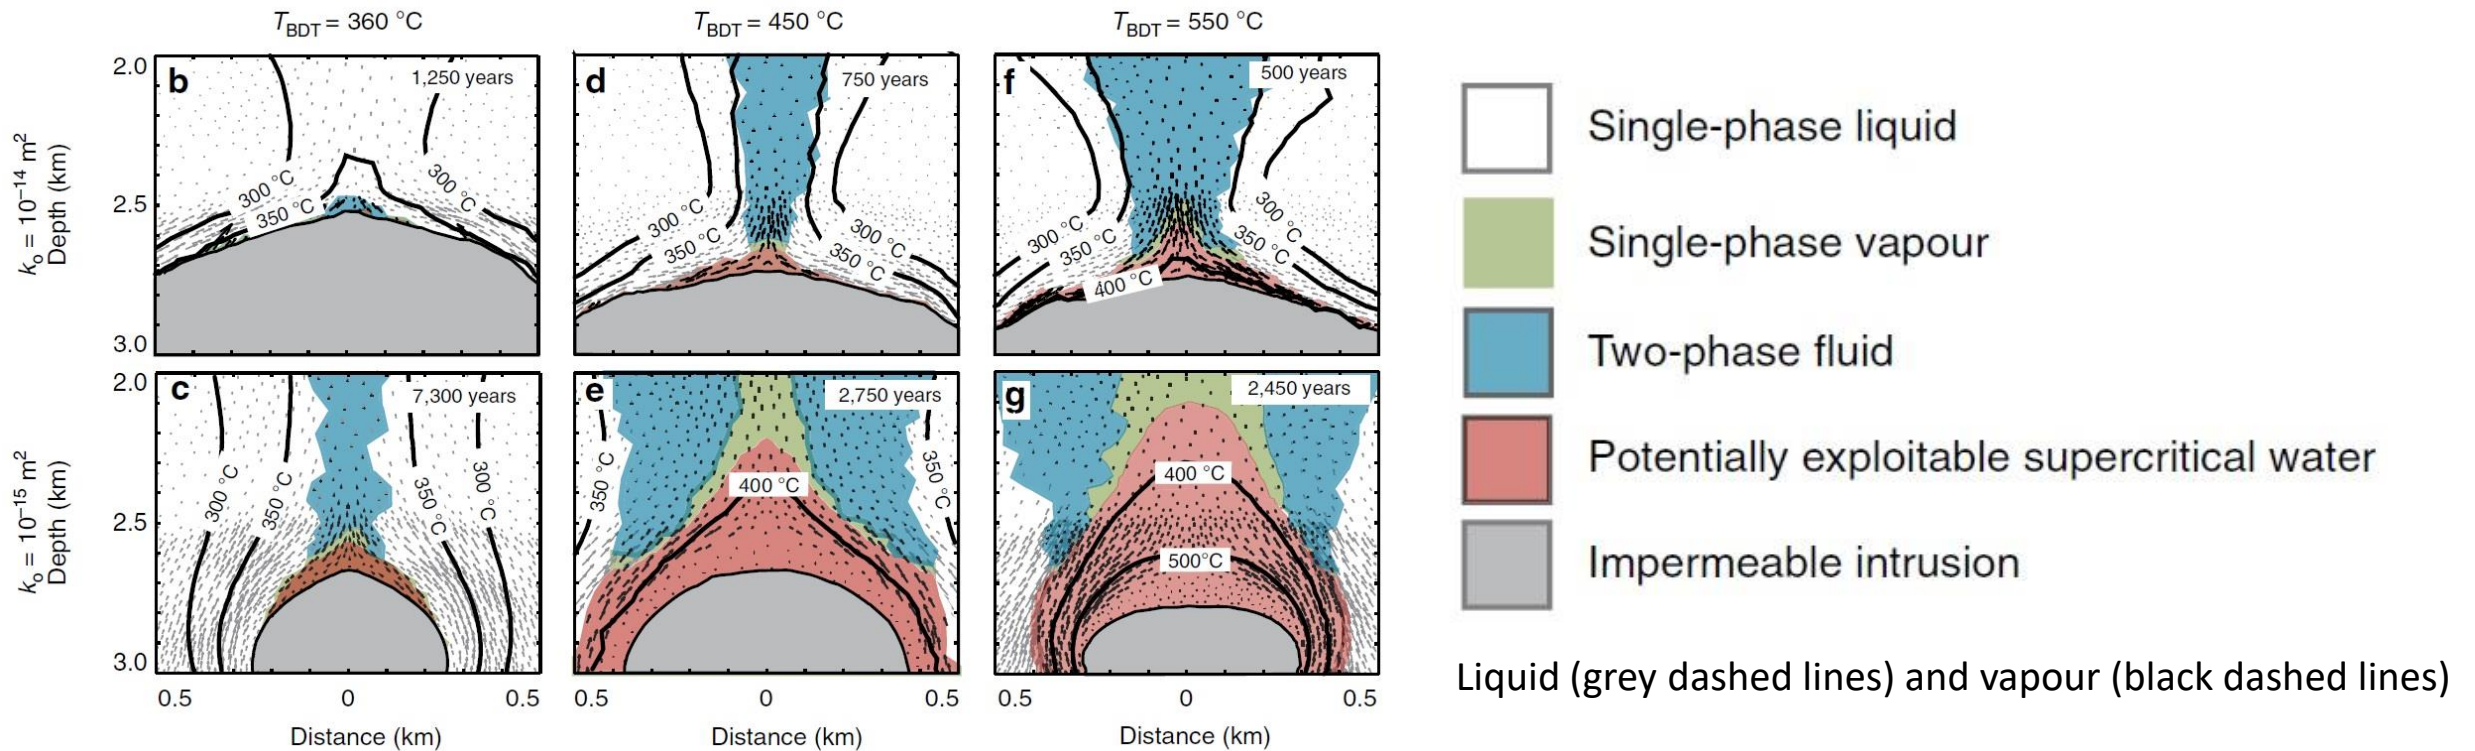 T_BDT = 360 °C
T_BDT = 450 °C
T_BDT = 550 °C
k_o = 10⁻¹⁴ m²
Depth (km)
2.0
2.5
3.0
b
1,250 years
300 °C
350 °C
300 °C
d
750 years
300 °C
350 °C
300 °C
350 °C
f
500 years
300 °C
350 °C
400 °C
300 °C
350 °C
k_o = 10⁻¹⁵ m²
Depth (km)
2.0
2.5
3.0
c
7,300 years
300 °C
350 °C
350 °C
300 °C
e
2,750 years
350 °C
400 °C
350 °C
g
2,450 years
400 °C
500°C
0.5 0 0.5
0.5 0 0.5
0.5 0 0.5
Distance (km)
Distance (km)
Distance (km)
Single-phase liquid
Single-phase vapour
Two-phase fluid
Potentially exploitable supercritical water
Impermeable intrusion
Liquid (grey dashed lines) and vapour (black dashed lines)